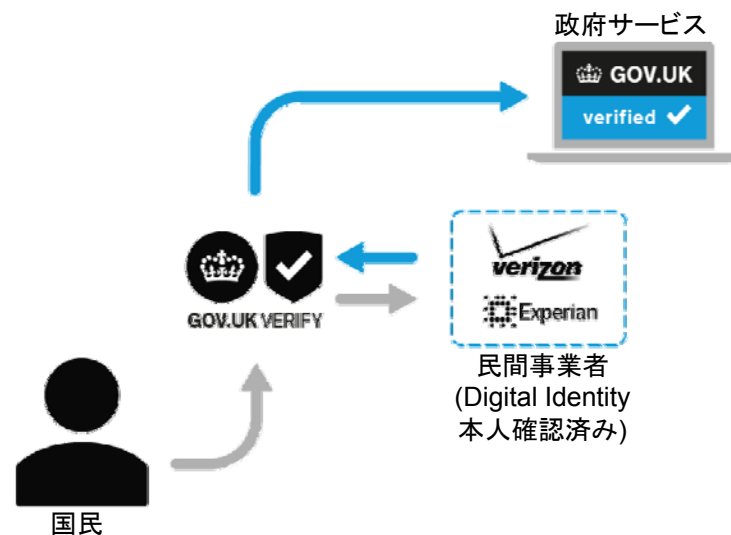 政府サービス
GOV.UK
verified
verizon
Experian
GOV.UK VERIFY
民間事業者
(Digital Identity
本人確認済み)
国民